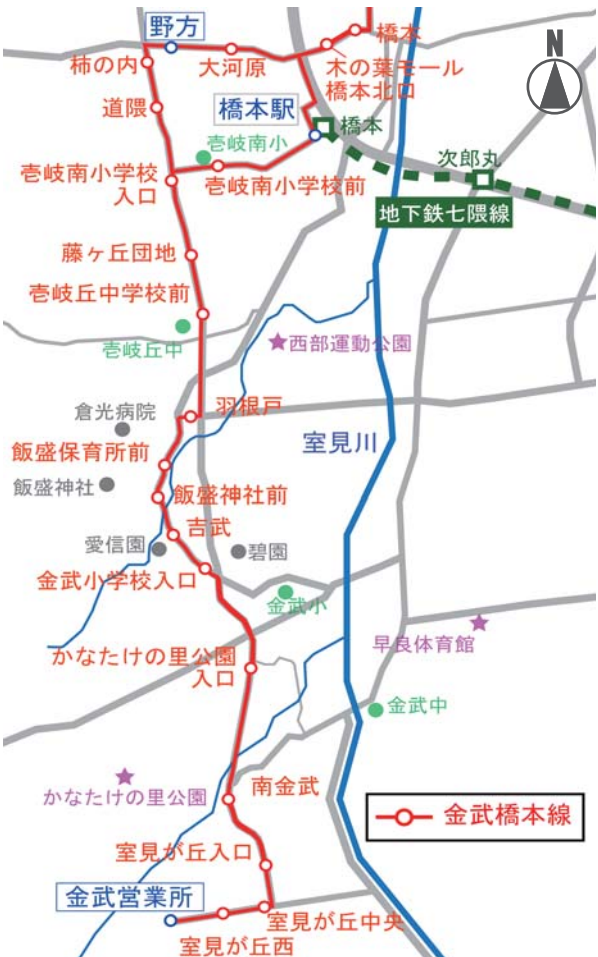 野方
橋本
N
柿の内
大河原
木の葉モール
橋本北口
道隈
橋本駅
橋本
壱岐南小
次郎丸
壱岐南小学校
入口
壱岐南小学校前
地下鉄七隈線
藤ヶ丘団地
壱岐丘中学校前
壱岐丘中
西部運動公園
倉光病院
羽根戸
室見川
飯盛保育所前
飯盛神社
飯盛神社前
吉武
愛信園
碧園
金武小学校入口
金武小
早良体育館
かなたけの里公園
入口
金武中
かなたけの里公園
南金武
金武橋本線
室見が丘入口
金武営業所
室見が丘中央
室見が丘西